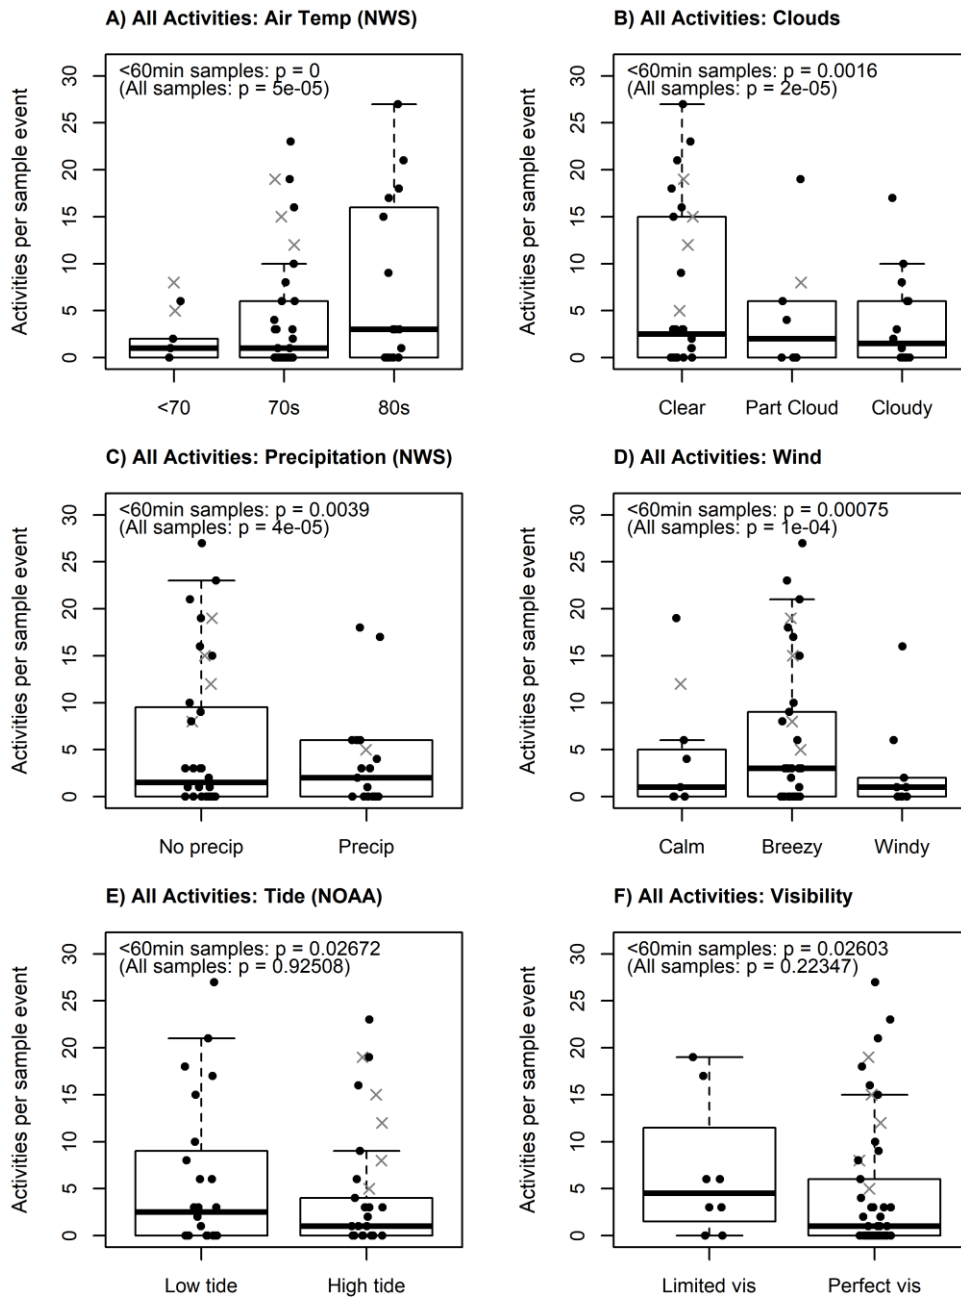 A) All Activities: Air Temp (NWS)
<60min samples: p = 0
(All samples: p = 5e-05)
Activities per sample event
30
25
20
15
10
5
0
<70 70s 80s
B) All Activities: Clouds
<60min samples: p = 0.0016
(All samples: p = 2e-05)
Activities per sample event
30
25
20
15
10
5
0
Clear Part Cloud Cloudy
C) All Activities: Precipitation (NWS)
<60min samples: p = 0.0039
(All samples: p = 4e-05)
Activities per sample event
30
25
20
15
10
5
0
No precip Precip
D) All Activities: Wind
<60min samples: p = 0.00075
(All samples: p = 1e-04)
Activities per sample event
30
25
20
15
10
5
0
Calm Breezy Windy
E) All Activities: Tide (NOAA)
<60min samples: p = 0.02672
(All samples: p = 0.92508)
Activities per sample event
30
25
20
15
10
5
0
Low tide High tide
F) All Activities: Visibility
<60min samples: p = 0.02603
(All samples: p = 0.22347)
Activities per sample event
30
25
20
15
10
5
0
Limited vis Perfect vis